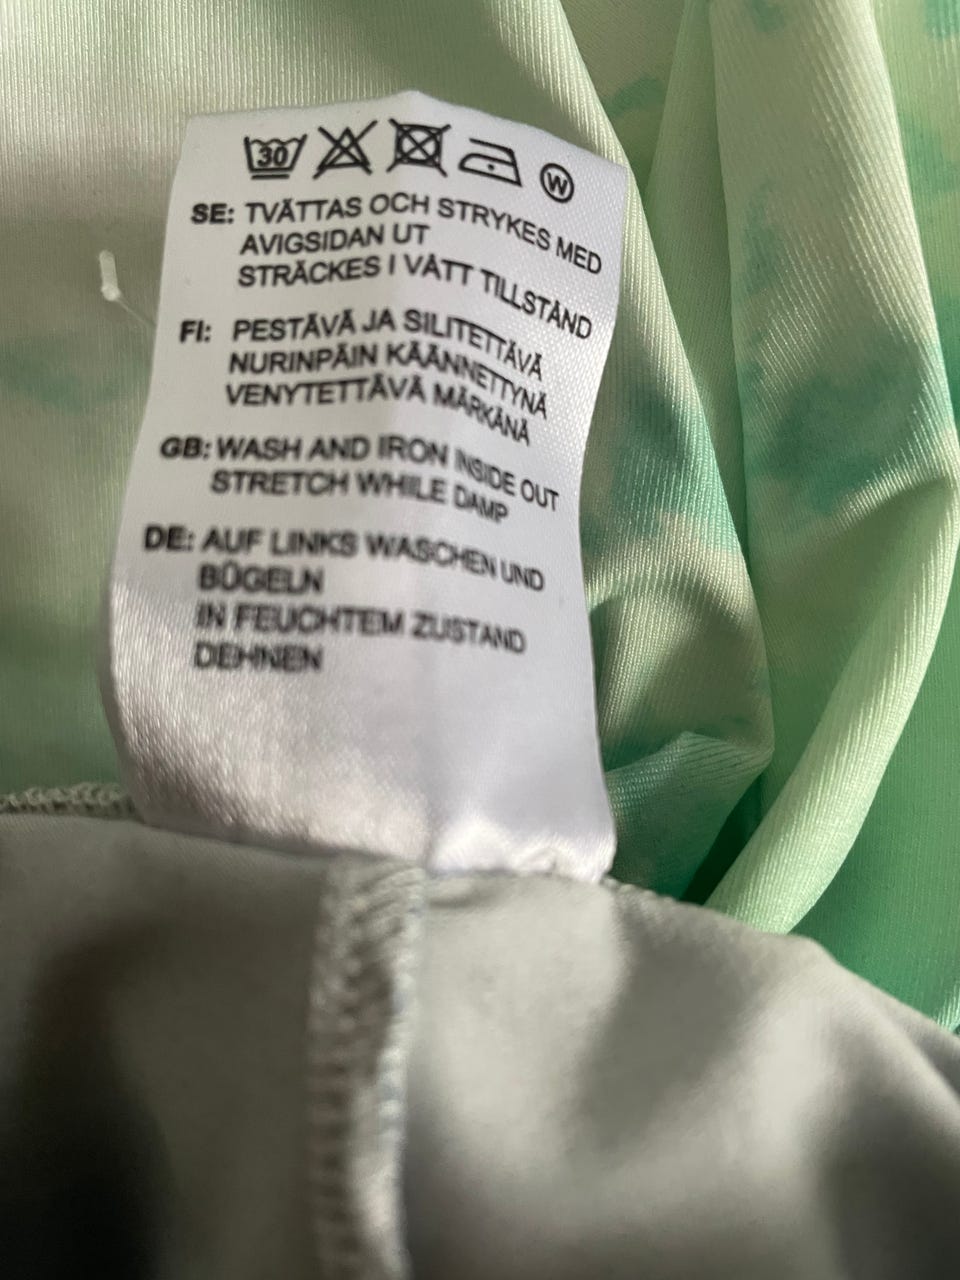 30
W
SE: TVÄTTAS OCH STRYKES MED
AVIGSIDAN UT
STRÄCKES I VÅTT TILLSTÅND
FI: PESTÄVÄ JA SILITETTÄVÄ
NURINPÄIN KÄÄNNETTYNÄ
VENYTETTÄVÄ MÄRKÄNÄ
GB: WASH AND IRON INSIDE OUT
STRETCH WHILE DAMP
DE: AUF LINKS WASCHEN UND
BÜGELN
IN FEUCHTEM ZUSTAND
DEHNEN